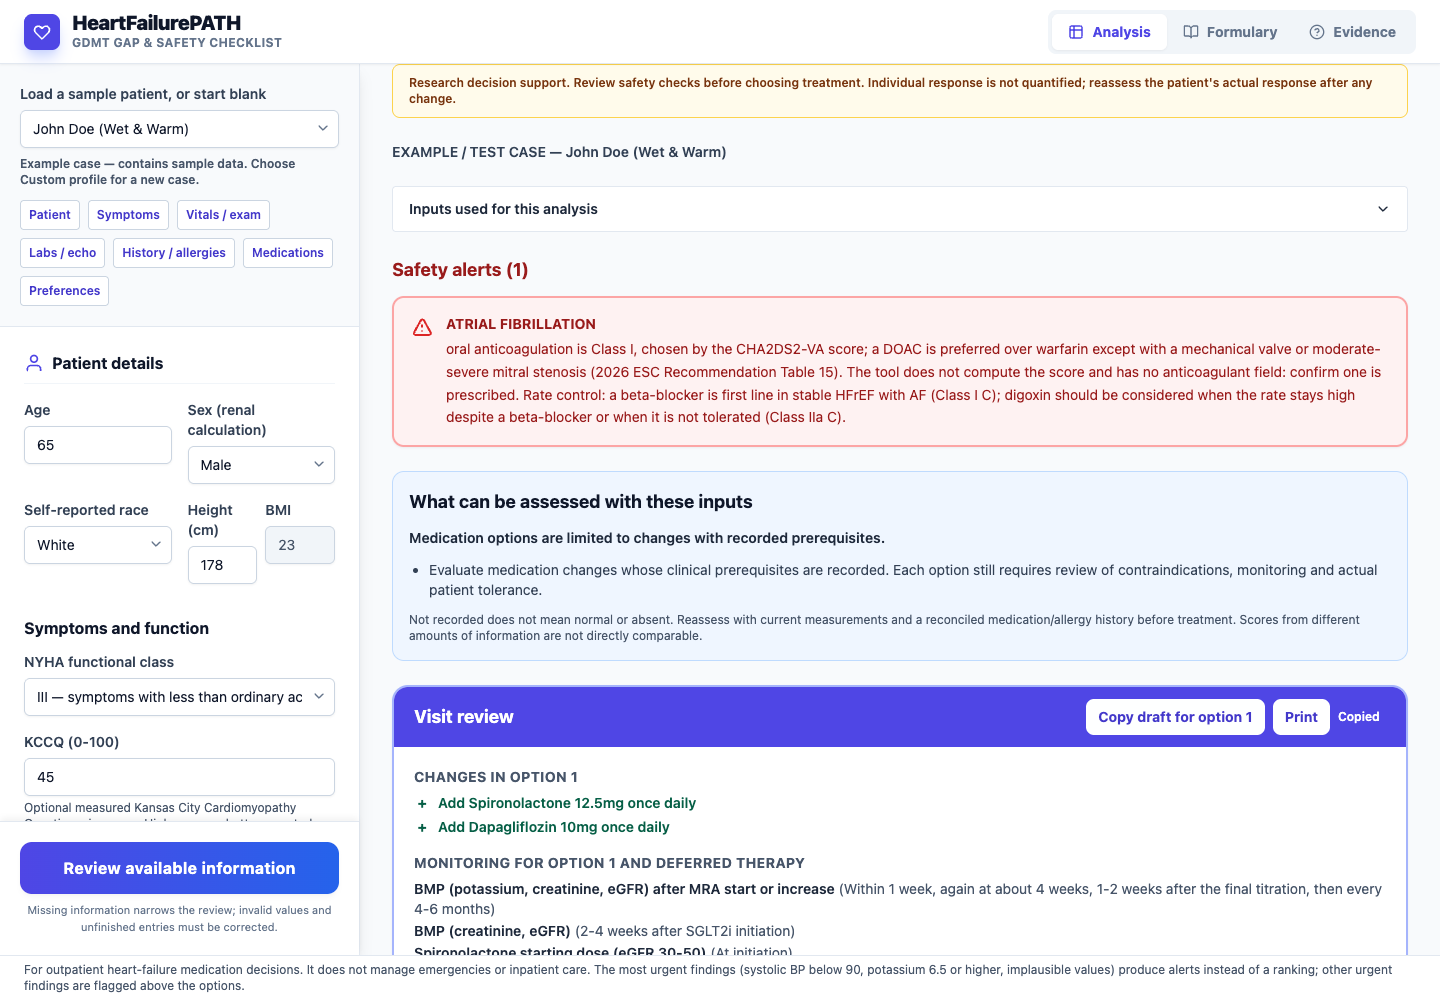 HeartFailurePATH
GDMT GAP & SAFETY CHECKLIST
Analysis
Formulary
Evidence
Load a sample patient, or start blank
John Doe (Wet & Warm)
Example case — contains sample data. Choose
Custom profile for a new case.
Patient
Symptoms
Vitals / exam
Labs / echo
History / allergies
Medications
Preferences
Patient details
Age
65
Sex (renal
calculation)
Male
Self-reported race
White
Height
(cm)
178
BMI
23
Symptoms and function
NYHA functional class
III — symptoms with less than ordinary ac
KCCQ (0-100)
45
Optional measured Kansas City Cardiomyopathy
Review available information
Missing information narrows the review; invalid values and
unfinished entries must be corrected.
Research decision support. Review safety checks before choosing treatment. Individual response is not quantified; reassess the patient's actual response after any
change.
EXAMPLE / TEST CASE — John Doe (Wet & Warm)
Inputs used for this analysis
Safety alerts (1)
ATRIAL FIBRILLATION
oral anticoagulation is Class I, chosen by the CHA2DS2-VA score; a DOAC is preferred over warfarin except with a mechanical valve or moderate-
severe mitral stenosis (2026 ESC Recommendation Table 15). The tool does not compute the score and has no anticoagulant field: confirm one is
prescribed. Rate control: a beta-blocker is first line in stable HFrEF with AF (Class I C); digoxin should be considered when the rate stays high
despite a beta-blocker or when it is not tolerated (Class IIa C).
What can be assessed with these inputs
Medication options are limited to changes with recorded prerequisites.
• Evaluate medication changes whose clinical prerequisites are recorded. Each option still requires review of contraindications, monitoring and actual
patient tolerance.
Not recorded does not mean normal or absent. Reassess with current measurements and a reconciled medication/allergy history before treatment. Scores from different
amounts of information are not directly comparable.
Visit review
Copy draft for option 1
Print
Copied
CHANGES IN OPTION 1
+ Add Spironolactone 12.5mg once daily
+ Add Dapagliflozin 10mg once daily
MONITORING FOR OPTION 1 AND DEFERRED THERAPY
BMP (potassium, creatinine, eGFR) after MRA start or increase (Within 1 week, again at about 4 weeks, 1-2 weeks after the final titration, then every
4-6 months)
BMP (creatinine, eGFR) (2-4 weeks after SGLT2i initiation)
Spironolactone starting dose (eGFR 30-50) (At initiation)
For outpatient heart-failure medication decisions. It does not manage emergencies or inpatient care. The most urgent findings (systolic BP below 90, potassium 6.5 or higher, implausible values) produce alerts instead of a ranking; other urgent
findings are flagged above the options.